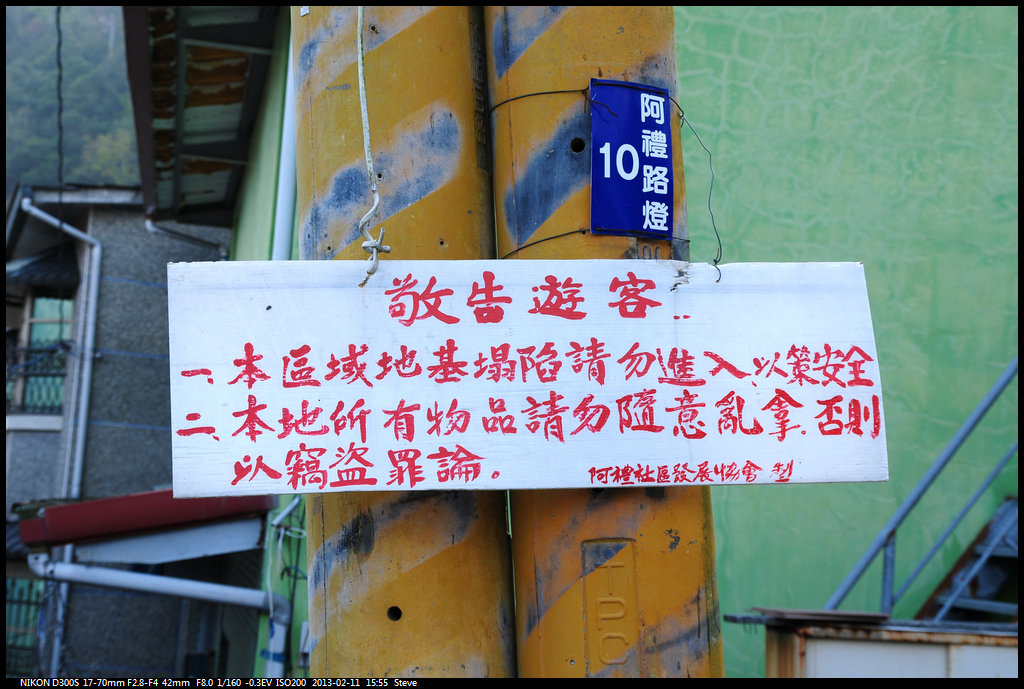 阿禮路燈
10
敬告遊客..
一、本區域地基塌陷請勿進入,以策安全
二、本地所有物品請勿隨意亂拿.否則
以竊盜罪論。
阿禮社區發展協會 製
TPC
NIKON D300S 17-70mm F2.8-F4 42mm F8.0 1/160 -0.3EV ISO200 2013-02-11 15:55 Steve